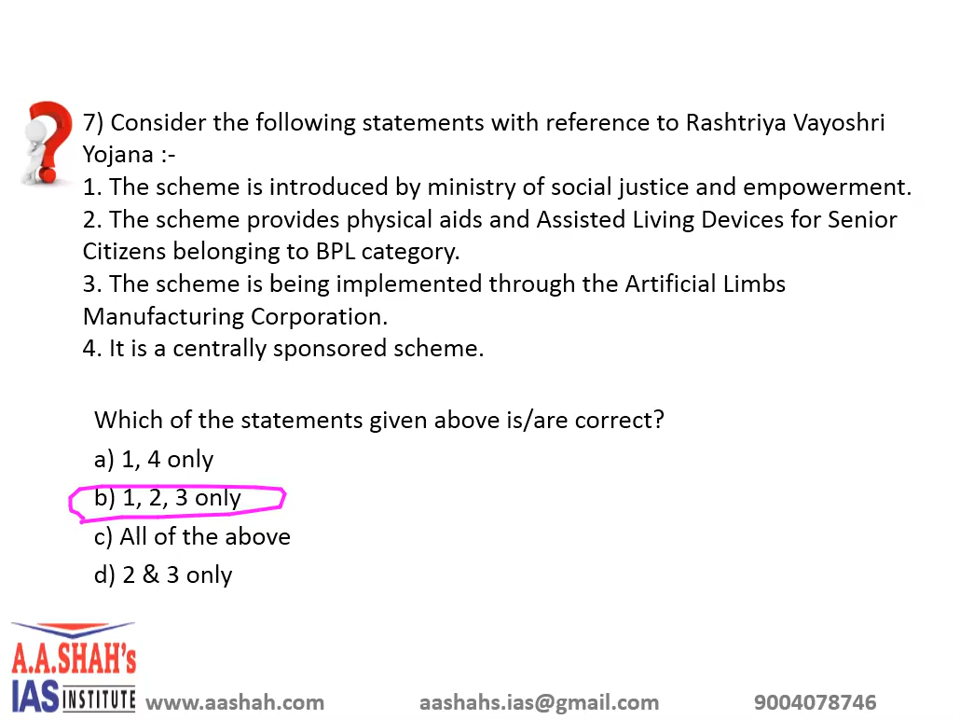 7) Consider the following statements with reference to Rashtriya Vayoshri
Yojana :-
1. The scheme is introduced by ministry of social justice and empowerment.
2. The scheme provides physical aids and Assisted Living Devices for Senior
Citizens belonging to BPL category.
3. The scheme is being implemented through the Artificial Limbs
Manufacturing Corporation.
4. It is a centrally sponsored scheme.
Which of the statements given above is/are correct?
a) 1, 4 only
b) 1, 2, 3 only
c) All of the above
d) 2 & 3 only
A.A.SHAH's
IAS INSTITUTE
www.aashah.com aashahs.ias@gmail.com 9004078746